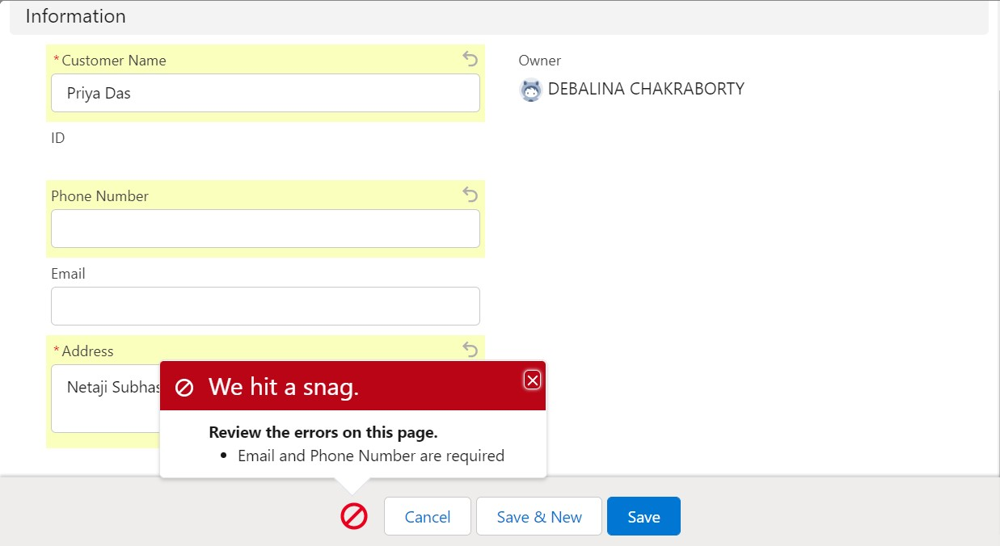 Information
*Customer Name
Priya Das
Owner
DEBALINA CHAKRABORTY
ID
Phone Number
Email
*Address
Netaji Subhas
We hit a snag.
Review the errors on this page.
• Email and Phone Number are required
Cancel
Save & New
Save